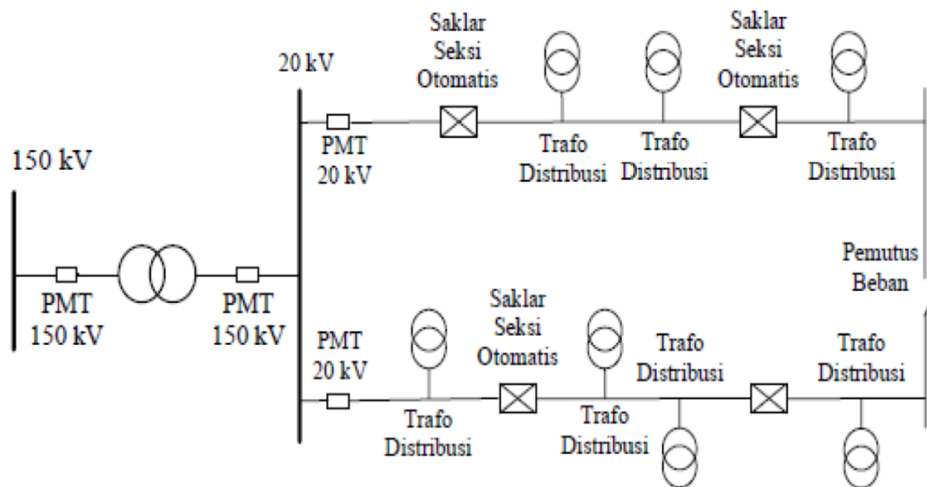 150 kV
PMT
150 kV
PMT
150 kV
20 kV
PMT
20 kV
Saklar
Seksi
Otomatis
Trafo
Distribusi
Trafo
Distribusi
Saklar
Seksi
Otomatis
Trafo
Distribusi
Pemutus
Beban
PMT
20 kV
Trafo
Distribusi
Saklar
Seksi
Otomatis
Trafo
Distribusi
Trafo
Distribusi
Trafo
Distribusi